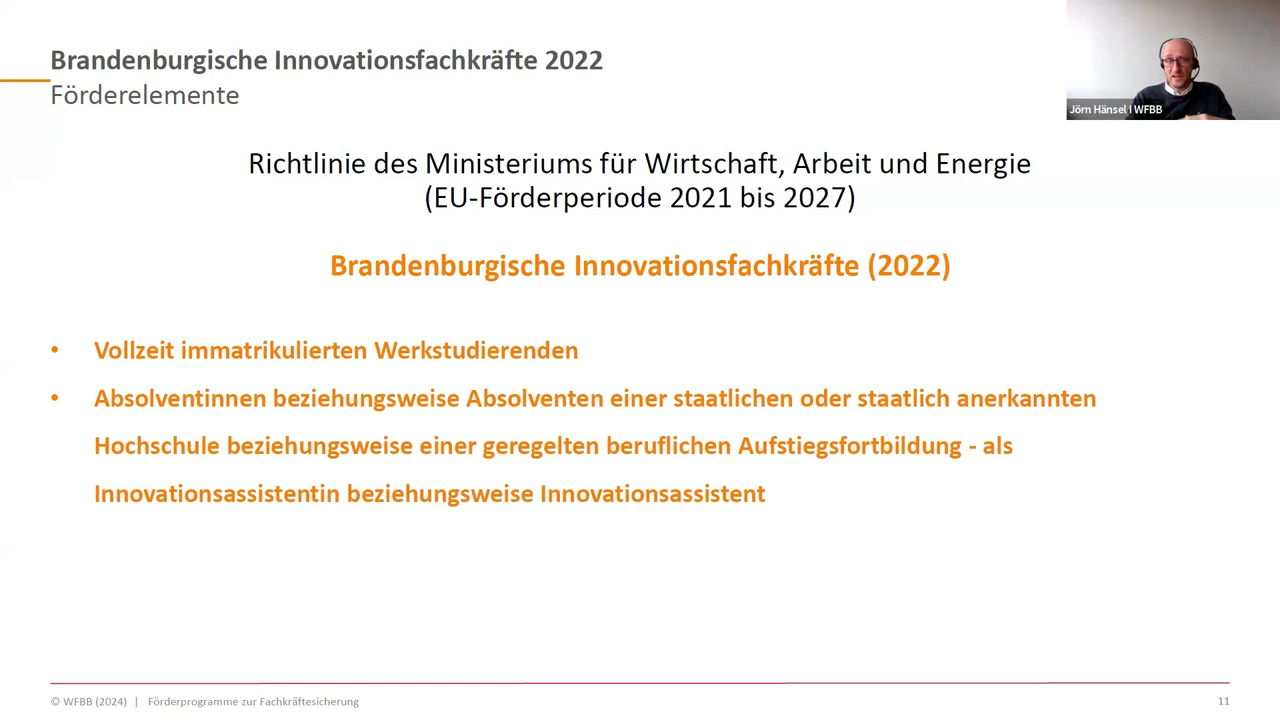 Brandenburgische Innovationsfachkräfte 2022
Förderelemente
Jörn Hänsel I WFBB
Richtlinie des Ministeriums für Wirtschaft, Arbeit und Energie
(EU-Förderperiode 2021 bis 2027)
Brandenburgische Innovationsfachkräfte (2022)
• Vollzeit immatrikulierten Werkstudierenden
• Absolventinnen beziehungsweise Absolventen einer staatlichen oder staatlich anerkannten
Hochschule beziehungsweise einer geregelten beruflichen Aufstiegsfortbildung - als
Innovationsassistentin beziehungsweise Innovationsassistent
© WFBB (2024) | Förderprogramme zur Fachkräftesicherung
11